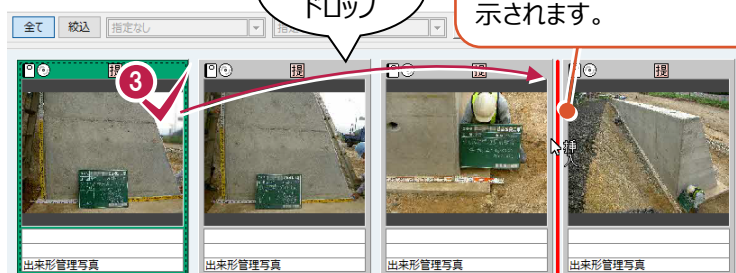 ドロップ
示されます。
全て 絞込 指定なし
3
提 提 提 提
挿入
出来形管理写真 出来形管理写真 出来形管理写真 出来形管理写真